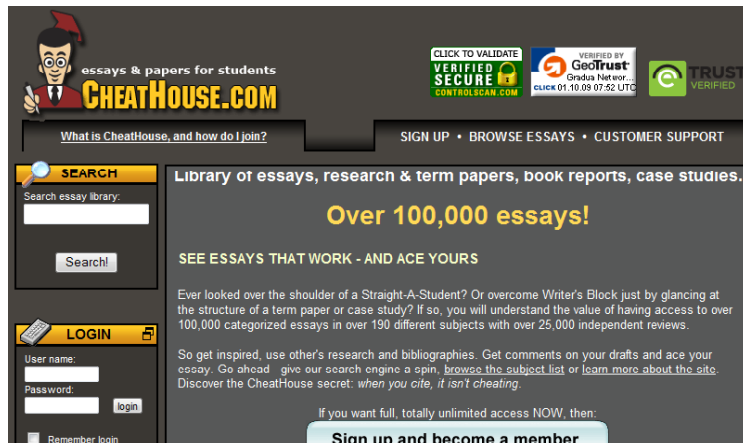 essays & papers for students
CHEATHOUSE.COM
CLICK TO VALIDATE
VERIFIED
SECURE
CONTROLSCAN.COM
VERIFIED BY
GeoTrust
Gradua Networ...
CLICK 01.10.09 07:52 UTC
TRUST
VERIFIED
What is CheatHouse, and how do I join?
SIGN UP • BROWSE ESSAYS • CUSTOMER SUPPORT
SEARCH
Search essay library:
Search!
LOGIN
User name:
Password:
login
Remember login
Library of essays, research & term papers, book reports, case studies.
Over 100,000 essays!
SEE ESSAYS THAT WORK - AND ACE YOURS
Ever looked over the shoulder of a Straight-A-Student? Or overcome Writer's Block just by glancing at
the structure of a term paper or case study? If so, you will understand the value of having access to over
100,000 categorized essays in over 190 different subjects with over 25,000 independent reviews.
So get inspired, use other's research and bibliographies. Get comments on your drafts and ace your
essay. Go ahead - give our search engine a spin, browse the subject list or learn more about the site.
Discover the CheatHouse secret: when you cite, it isn't cheating.
If you want full, totally unlimited access NOW, then:
Sign up and become a member